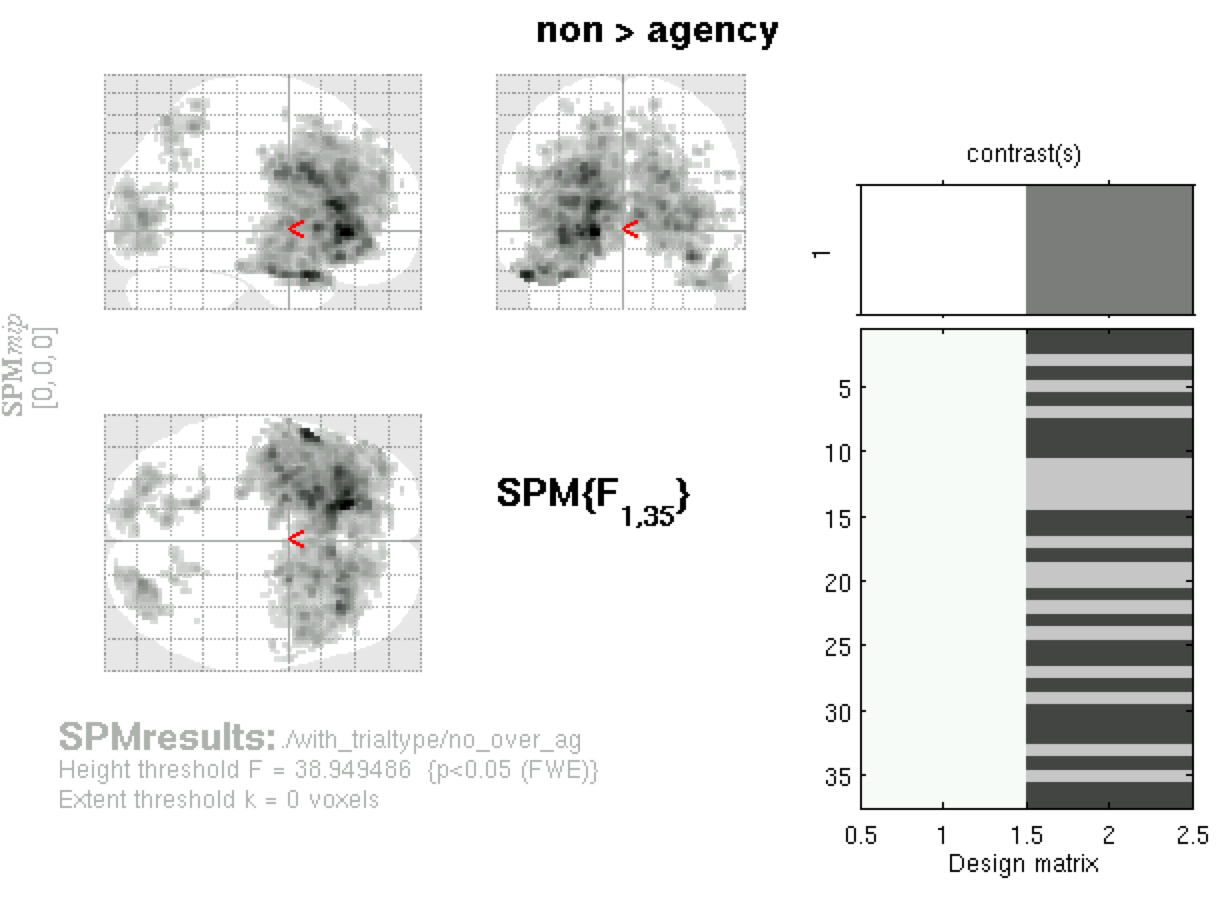 non > agency
contrast(s)
1
SPMmip
[0, 0, 0]
SPM{F1,35}
5
10
15
20
25
30
35
0.5 1 1.5 2 2.5
Design matrix
SPMresults: ./with_trialtype/no_over_ag
Height threshold F = 38.949486 {p<0.05 (FWE)}
Extent threshold k = 0 voxels